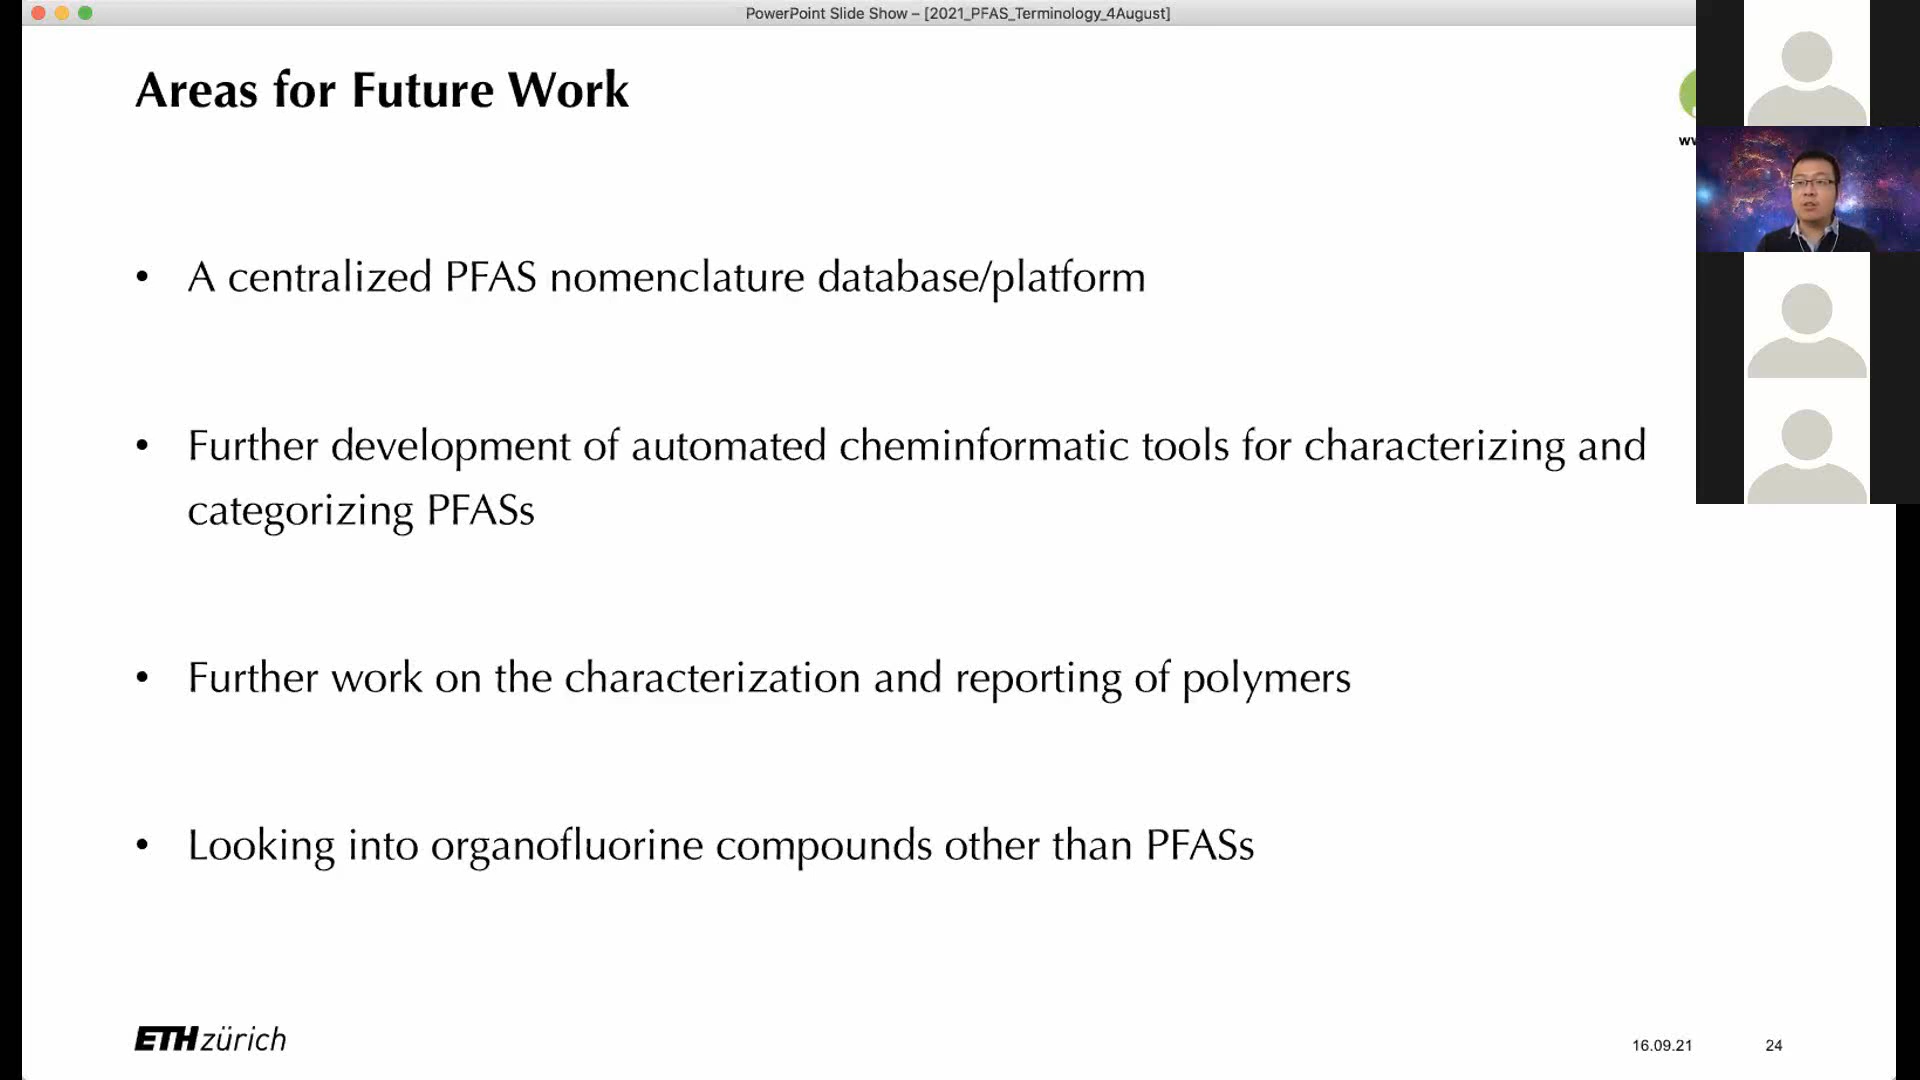 PowerPoint Slide Show – [2021_PFAS_Terminology_4August]
Areas for Future Work
• A centralized PFAS nomenclature database/platform
• Further development of automated cheminformatic tools for characterizing and
categorizing PFASs
• Further work on the characterization and reporting of polymers
• Looking into organofluorine compounds other than PFASs
ETH zürich
16.09.21
24